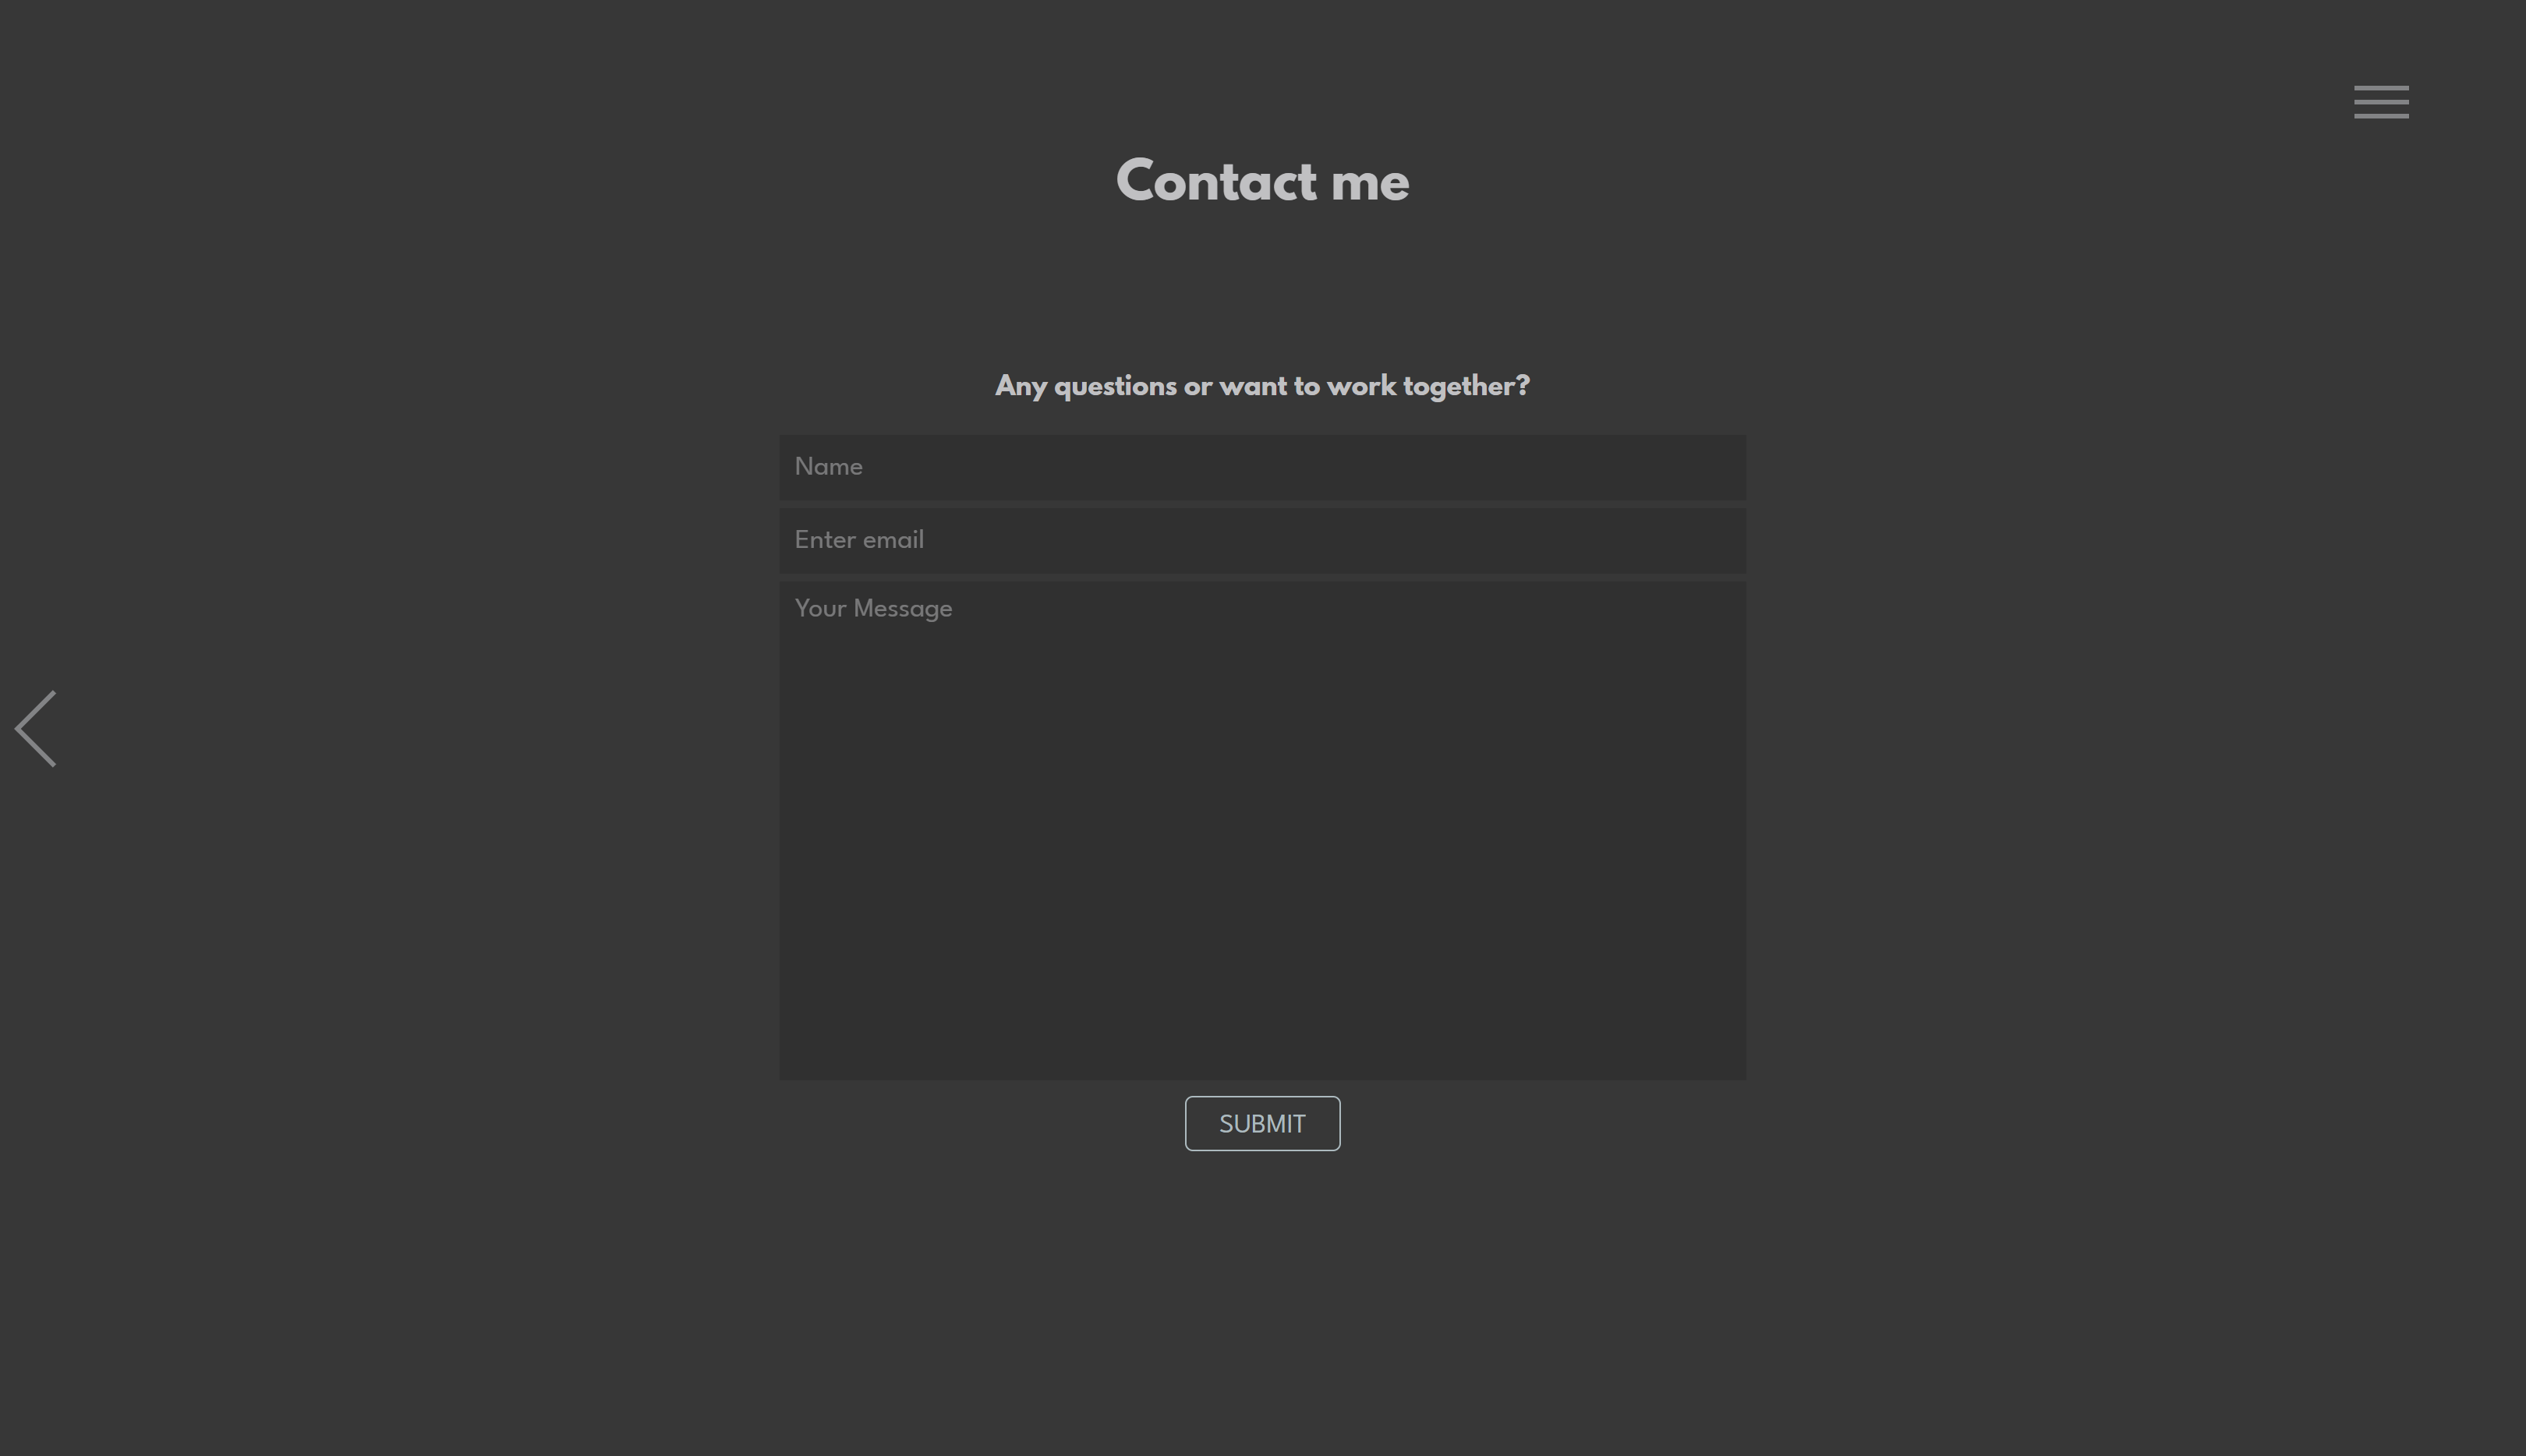 Contact me
Any questions or want to work together?
Name
Enter email
Your Message
SUBMIT